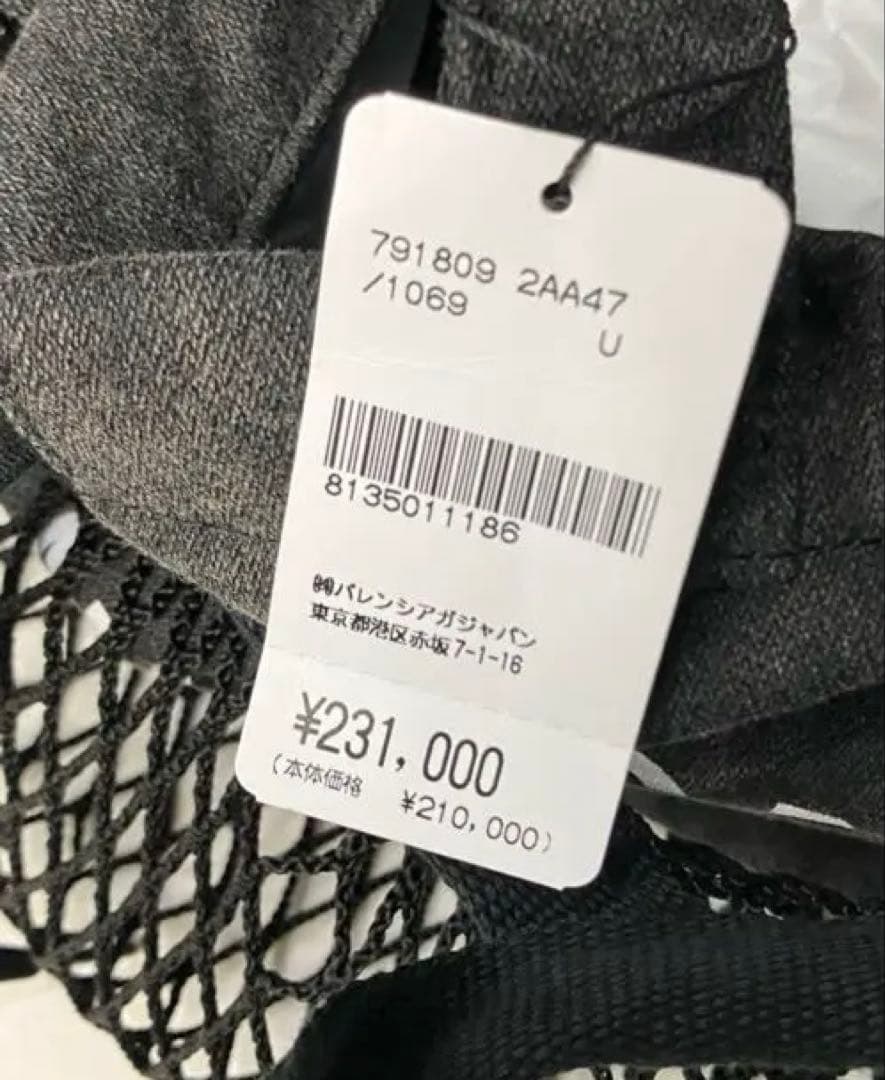 791809 2AA47
/1069 U
8135011186
㈱バレンシアガジャパン
東京都港区赤坂7-1-16
¥231,000
(本体価格 ¥210,000)